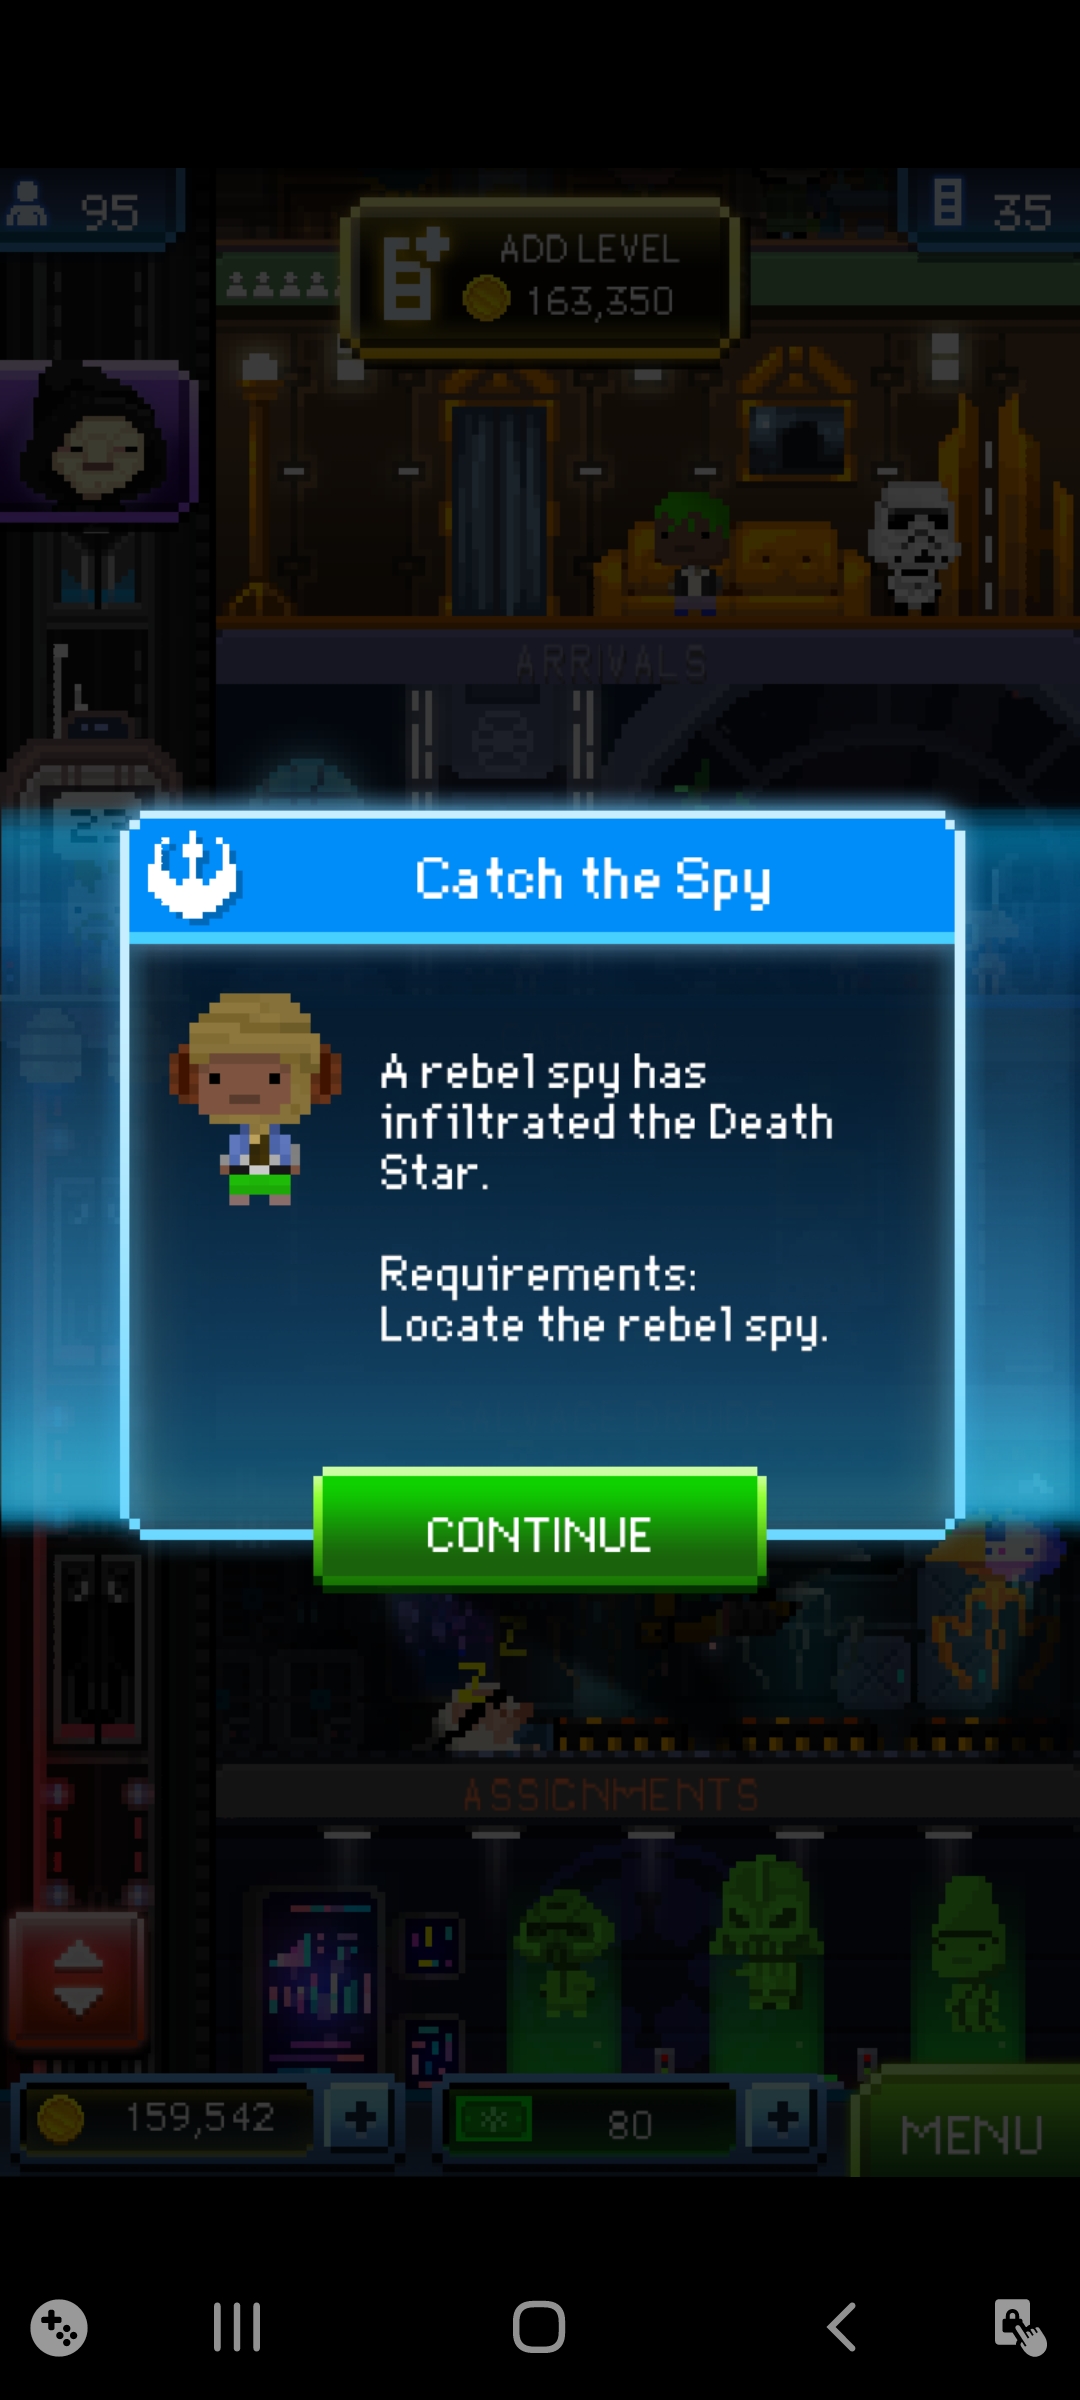 95
ADD LEVEL
163,350
35
ARRIVALS
Catch the Spy
A rebel spy has
infiltrated the Death
Star.
Requirements:
Locate the rebel spy.
CONTINUE
Z
Z
ASSIGNMENTS
159,542
80
MENU